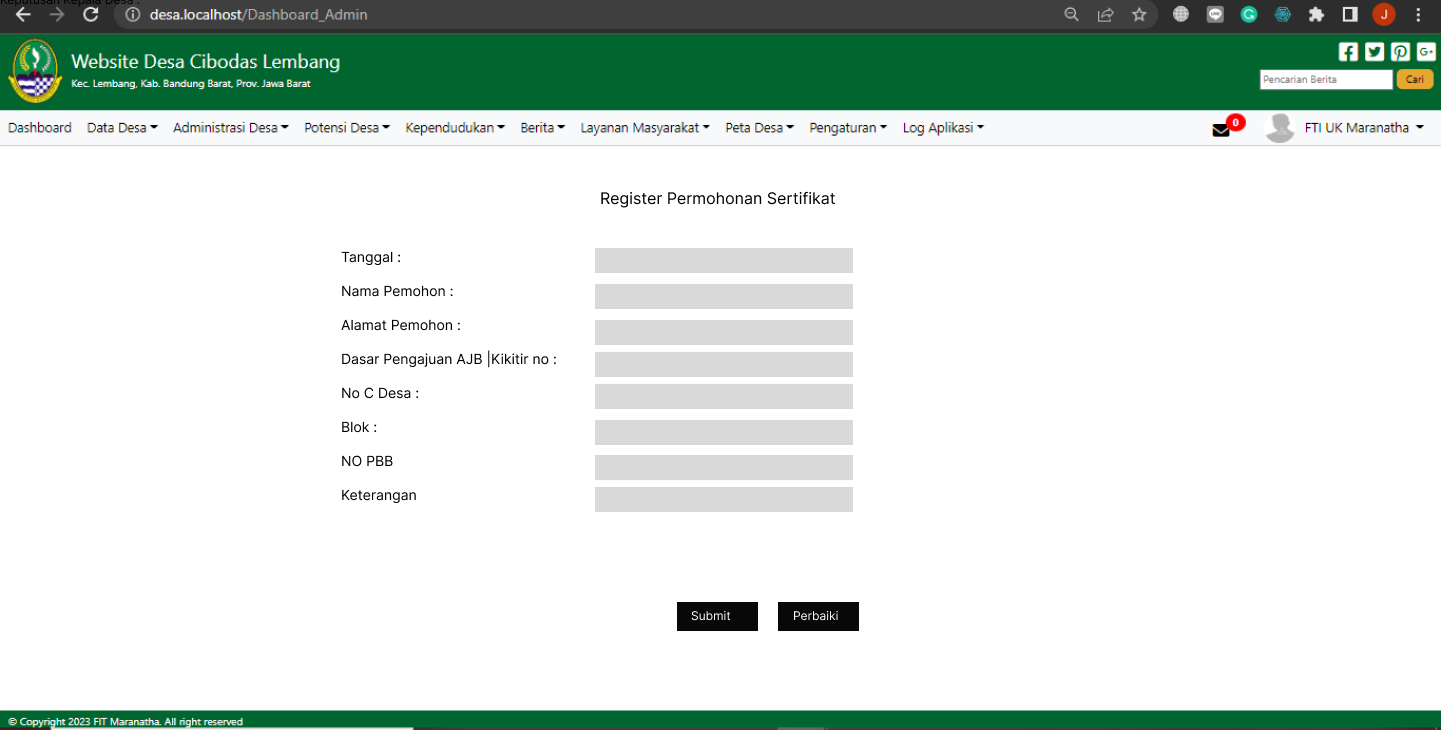 Keputusan Kepala Desa :
desa.localhost/Dashboard_Admin
J
Website Desa Cibodas Lembang
Kec. Lembang, Kab. Bandung Barat, Prov. Jawa Barat
G+
Pencarian Berita Cari
Dashboard Data Desa Administrasi Desa Potensi Desa Kependudukan Berita Layanan Masyarakat Peta Desa Pengaturan Log Aplikasi 0 FTI UK Maranatha
Register Permohonan Sertifikat
Tanggal :
Nama Pemohon :
Alamat Pemohon :
Dasar Pengajuan AJB |Kikitir no :
No C Desa :
Blok :
NO PBB
Keterangan
Submit Perbaiki
© Copyright 2023 FIT Maranatha. All right reserved